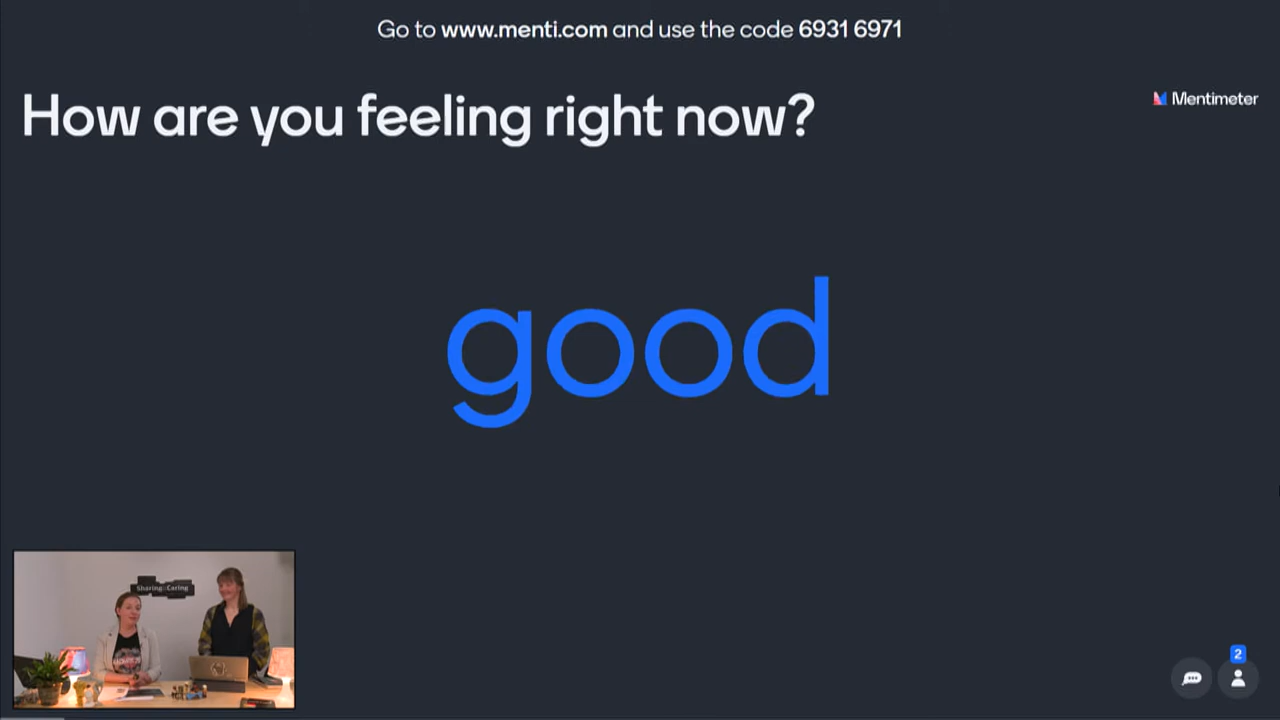 Go to www.menti.com and use the code 6931 6971
How are you feeling right now?
Mentimeter
good
Sharing::Caring
2